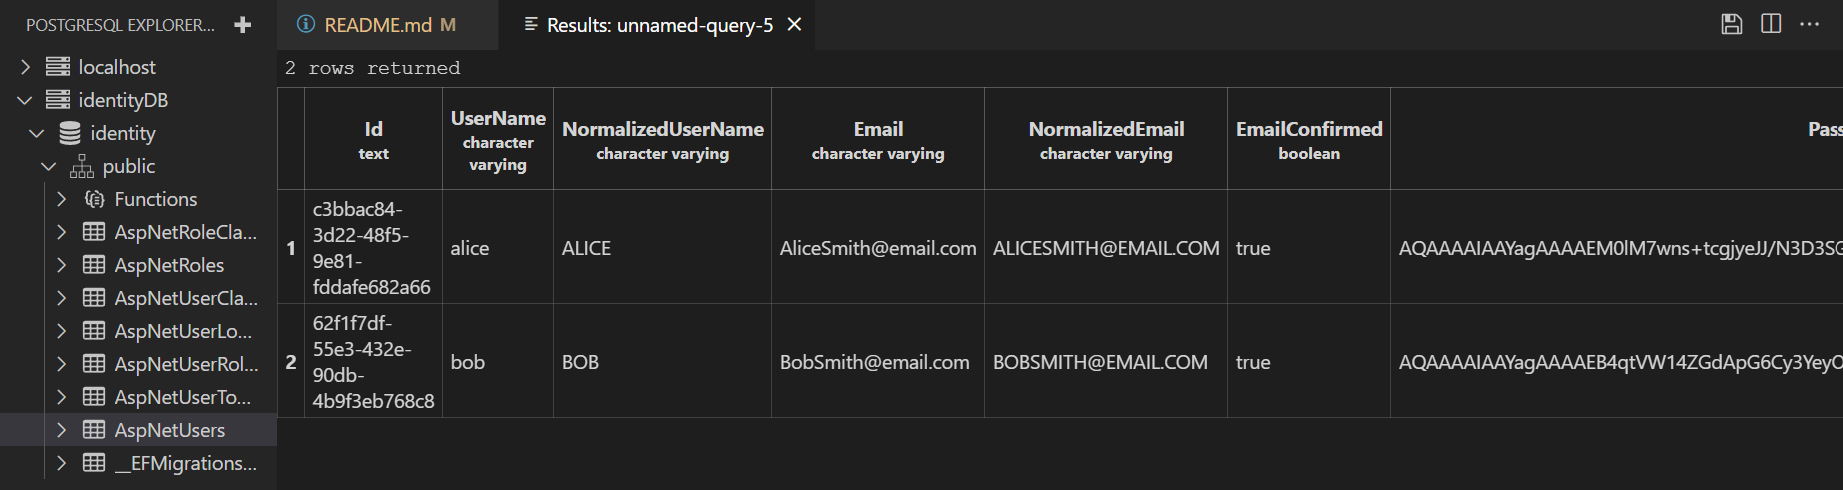 POSTGRESQL EXPLORER...
localhost
identityDB
identity
public
Functions
AspNetRoleCla...
AspNetRoles
AspNetUserCla...
AspNetUserLo...
AspNetUserRol...
AspNetUserTo...
AspNetUsers
__EFMigrations...
README.md M
Results: unnamed-query-5
2 rows returned
Id
text
UserName
character
varying
NormalizedUserName
character varying
Email
character varying
NormalizedEmail
character varying
EmailConfirmed
boolean
Pass
1
c3bbac84-
3d22-48f5-
9e81-
fddafe682a66
alice
ALICE
AliceSmith@email.com
ALICESMITH@EMAIL.COM
true
AQAAAAIAAYagAAAAEM0lM7wns+tcgjyeJJ/N3D3SG
2
62f1f7df-
55e3-432e-
90db-
4b9f3eb768c8
bob
BOB
BobSmith@email.com
BOBSMITH@EMAIL.COM
true
AQAAAAIAAYagAAAAEB4qtVW14ZGdApG6Cy3YeyO